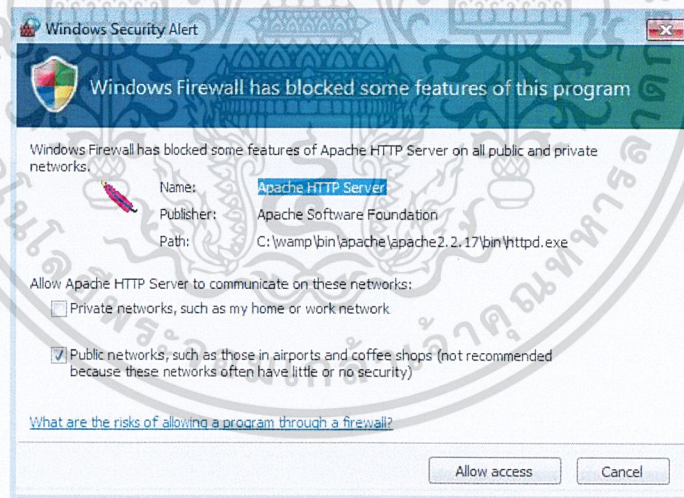 Windows Security Alert
Windows Firewall has blocked some features of this program
Windows Firewall has blocked some features of Apache HTTP Server on all public and private
networks.
Name: Apache HTTP Server
Publisher: Apache Software Foundation
Path: C:\wamp\bin\apache\apache2.2.17\bin\httpd.exe
Allow Apache HTTP Server to communicate on these networks:
Private networks, such as my home or work network
Public networks, such as those in airports and coffee shops (not recommended
because these networks often have little or no security)
What are the risks of allowing a program through a firewall?
Allow access Cancel